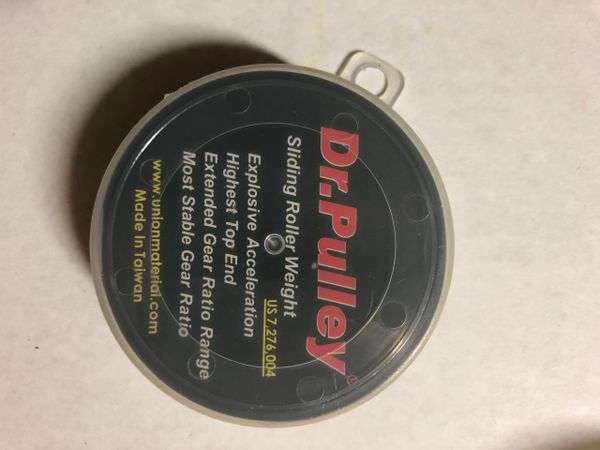 Dr.Pulley®
Sliding Roller Weight
US 7,276,004
Explosive Acceleration
Highest Top End
Extended Gear Ratio Range
Most Stable Gear Ratio
www.unionmaterial.com
Made In Taiwan